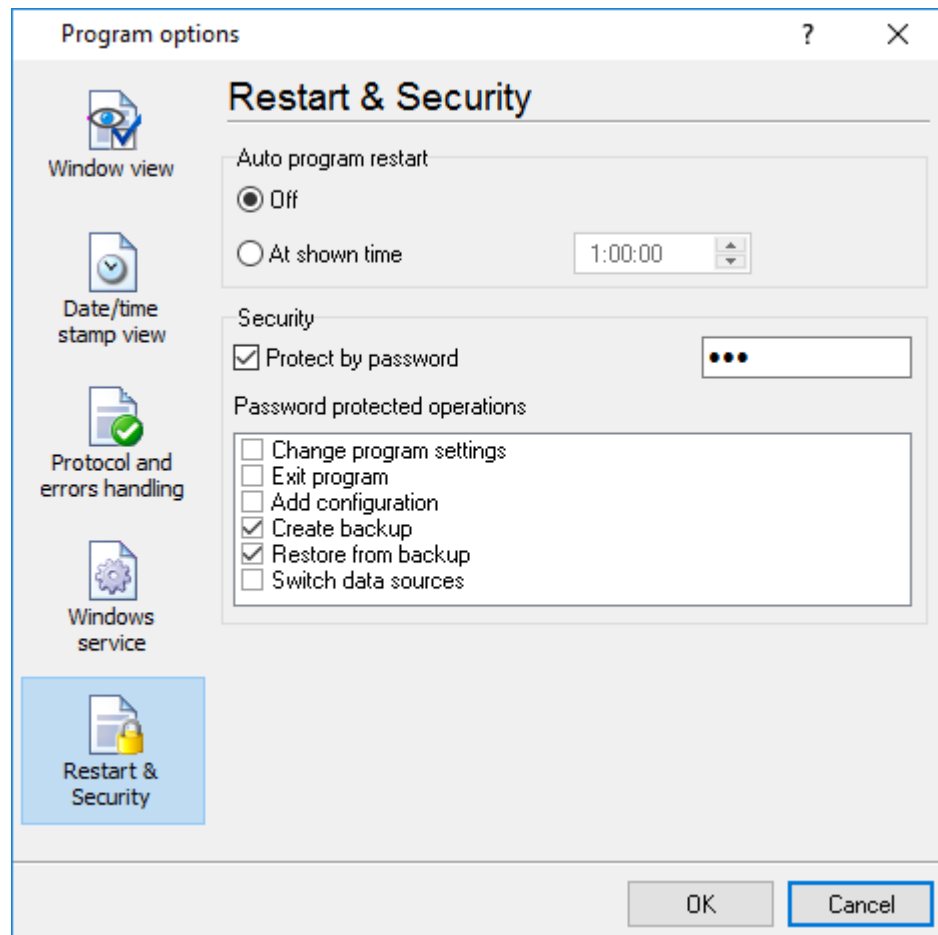 Program options
Window view
Date/time
stamp view
Protocol and
errors handling
Windows
service
Restart &
Security
Restart & Security
Auto program restart
Off
At shown time 1:00:00
Security
Protect by password •••
Password protected operations
Change program settings
Exit program
Add configuration
Create backup
Restore from backup
Switch data sources
OK Cancel